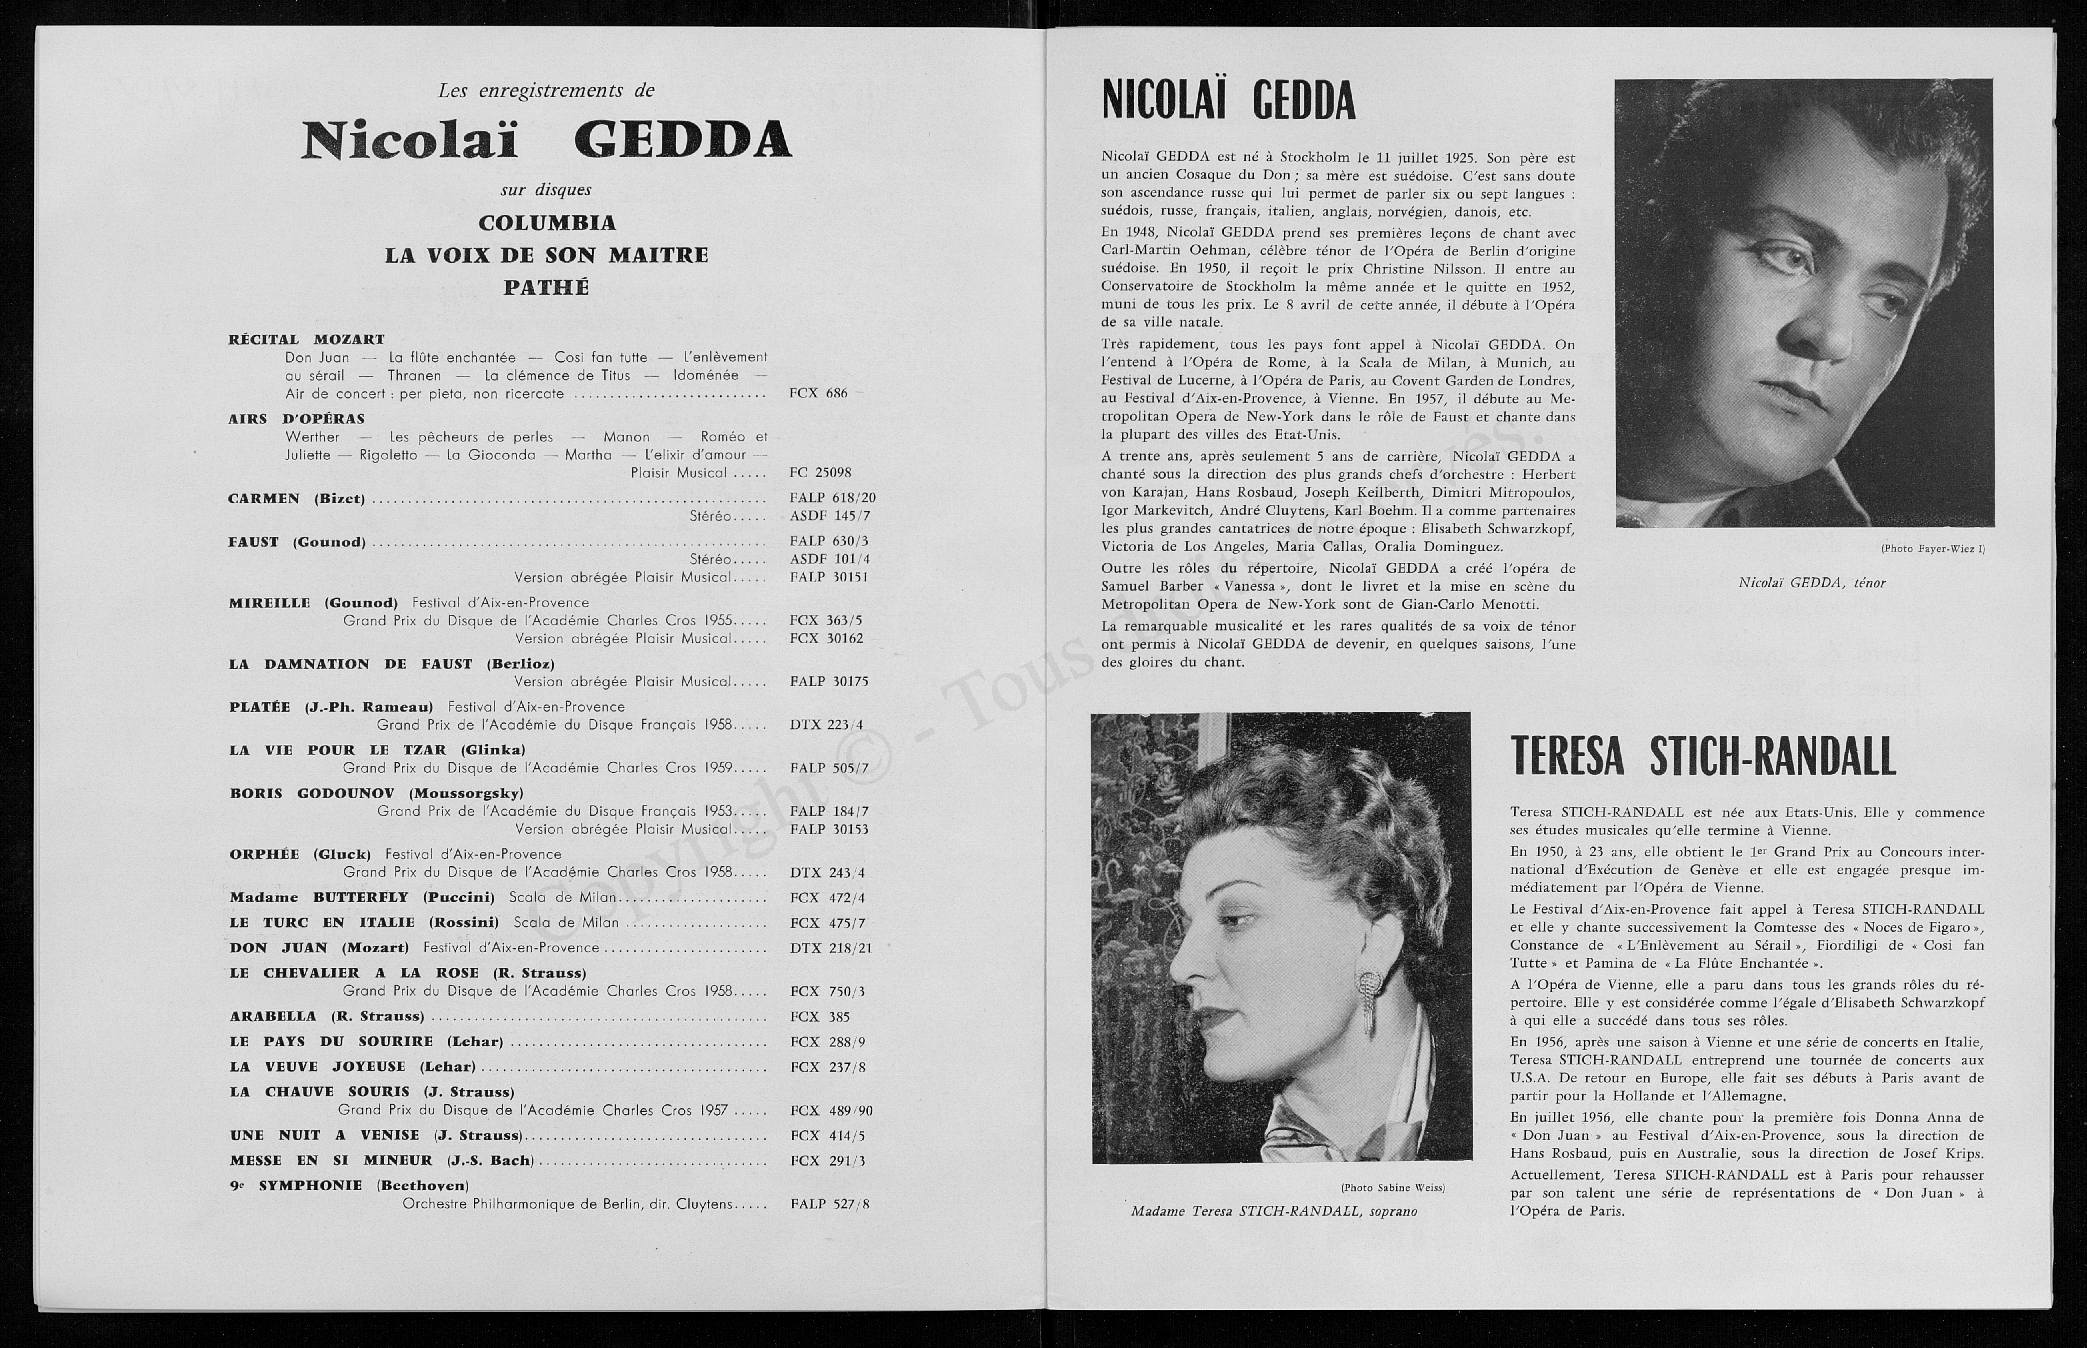 Les enregistrements de
Nicolaï GEDDA
sur disques
COLUMBIA
LA VOIX DE SON MAITRE
PATHÉ
RÉCITAL MOZART
Don Juan — La flûte enchantée — Cosi fan tutte — L'enlèvement
au sérail — Thranen — La clémence de Titus — Idoménée —
Air de concert : per pieta, non ricercate ........................... FCX 686
AIRS D'OPÉRAS
Werther — Les pêcheurs de perles — Manon — Roméo et
Juliette — Rigoletto — La Gioconda — Martha — L'elixir d'amour —
Plaisir Musical ..... FC 25098
CARMEN (Bizet) ....................................................... FALP 618/20
Stéréo..... ASDF 145/7
FAUST (Gounod) ....................................................... FALP 630/3
Stéréo..... ASDF 101/4
Version abrégée Plaisir Musical..... FALP 30151
MIREILLE (Gounod) Festival d'Aix-en-Provence
Grand Prix du Disque de l'Académie Charles Cros 1955..... FCX 363/5
Version abrégée Plaisir Musical..... FCX 30162
LA DAMNATION DE FAUST (Berlioz)
Version abrégée Plaisir Musical..... FALP 30175
PLATÉE (J.-Ph. Rameau) Festival d'Aix-en-Provence
Grand Prix de l'Académie du Disque Français 1958..... DTX 223/4
LA VIE POUR LE TZAR (Glinka)
Grand Prix du Disque de l'Académie Charles Cros 1959..... FALP 505/7
BORIS GODOUNOV (Moussorgsky)
Grand Prix de l'Académie du Disque Français 1953..... FALP 184/7
Version abrégée Plaisir Musical..... FALP 30153
ORPHÉE (Gluck) Festival d'Aix-en-Provence
Grand Prix du Disque de l'Académie Charles Cros 1958..... DTX 243/4
Madame BUTTERFLY (Puccini) Scala de Milan..................... FCX 472/4
LE TURC EN ITALIE (Rossini) Scala de Milan .................... FCX 475/7
DON JUAN (Mozart) Festival d'Aix-en-Provence....................... DTX 218/21
LE CHEVALIER A LA ROSE (R. Strauss)
Grand Prix du Disque de l'Académie Charles Cros 1958..... FCX 750/3
ARABELLA (R. Strauss) ............................................... FCX 385
LE PAYS DU SOURIRE (Lehar) .................................... FCX 288/9
LA VEUVE JOYEUSE (Lehar) ........................................ FCX 237/8
LA CHAUVE SOURIS (J. Strauss)
Grand Prix du Disque de l'Académie Charles Cros 1957 ..... FCX 489/90
UNE NUIT A VENISE (J. Strauss).................................. FCX 414/5
MESSE EN SI MINEUR (J.-S. Bach)................................ FCX 291/3
9e SYMPHONIE (Beethoven)
Orchestre Philharmonique de Berlin, dir. Cluytens..... FALP 527/8
NICOLAÏ GEDDA
Nicolaï GEDDA est né à Stockholm le 11 juillet 1925. Son père est
un ancien Cosaque du Don ; sa mère est suédoise. C'est sans doute
son ascendance russe qui lui permet de parler six ou sept langues :
suédois, russe, français, italien, anglais, norvégien, danois, etc.
En 1948, Nicolaï GEDDA prend ses premières leçons de chant avec
Carl-Martin Oehman, célèbre ténor de l'Opéra de Berlin d'origine
suédoise. En 1950, il reçoit le prix Christine Nilsson. Il entre au
Conservatoire de Stockholm la même année et le quitte en 1952,
muni de tous les prix. Le 8 avril de cette année, il débute à l'Opéra
de sa ville natale.
Très rapidement, tous les pays font appel à Nicolaï GEDDA. On
l'entend à l'Opéra de Rome, à la Scala de Milan, à Munich, au
Festival de Lucerne, à l'Opéra de Paris, au Covent Garden de Londres,
au Festival d'Aix-en-Provence, à Vienne. En 1957, il débute au Me-
tropolitan Opera de New-York dans le rôle de Faust et chante dans
la plupart des villes des Etat-Unis.
A trente ans, après seulement 5 ans de carrière, Nicolaï GEDDA a
chanté sous la direction des plus grands chefs d'orchestre : Herbert
von Karajan, Hans Rosbaud, Joseph Keilberth, Dimitri Mitropoulos,
Igor Markevitch, André Cluytens, Karl Boehm. Il a comme partenaires
les plus grandes cantatrices de notre époque : Elisabeth Schwarzkopf,
Victoria de Los Angeles, Maria Callas, Oralia Dominguez.
Outre les rôles du répertoire, Nicolaï GEDDA a créé l'opéra de
Samuel Barber « Vanessa », dont le livret et la mise en scène du
Metropolitan Opera de New-York sont de Gian-Carlo Menotti.
La remarquable musicalité et les rares qualités de sa voix de ténor
ont permis à Nicolaï GEDDA de devenir, en quelques saisons, l'une
des gloires du chant.
(Photo Fayer-Wiez I)
Nicolaï GEDDA, ténor
(Photo Sabine Weiss)
Madame Teresa STICH-RANDALL, soprano
TERESA STICH-RANDALL
Teresa STICH-RANDALL est née aux Etats-Unis. Elle y commence
ses études musicales qu'elle termine à Vienne.
En 1950, à 23 ans, elle obtient le 1er Grand Prix au Concours inter-
national d'Exécution de Genève et elle est engagée presque im-
médiatement par l'Opéra de Vienne.
Le Festival d'Aix-en-Provence fait appel à Teresa STICH-RANDALL
et elle y chante successivement la Comtesse des « Noces de Figaro »,
Constance de « L'Enlèvement au Sérail », Fiordiligi de « Cosi fan
Tutte » et Pamina de « La Flûte Enchantée ».
A l'Opéra de Vienne, elle a paru dans tous les grands rôles du ré-
pertoire. Elle y est considérée comme l'égale d'Elisabeth Schwarzkopf
à qui elle a succédé dans tous ses rôles.
En 1956, après une saison à Vienne et une série de concerts en Italie,
Teresa STICH-RANDALL entreprend une tournée de concerts aux
U.S.A. De retour en Europe, elle fait ses débuts à Paris avant de
partir pour la Hollande et l'Allemagne.
En juillet 1956, elle chante pour la première fois Donna Anna de
« Don Juan » au Festival d'Aix-en-Provence, sous la direction de
Hans Rosbaud, puis en Australie, sous la direction de Josef Krips.
Actuellement, Teresa STICH-RANDALL est à Paris pour rehausser
par son talent une série de représentations de « Don Juan » à
l'Opéra de Paris.
Copyright © - Tous droits réservés.